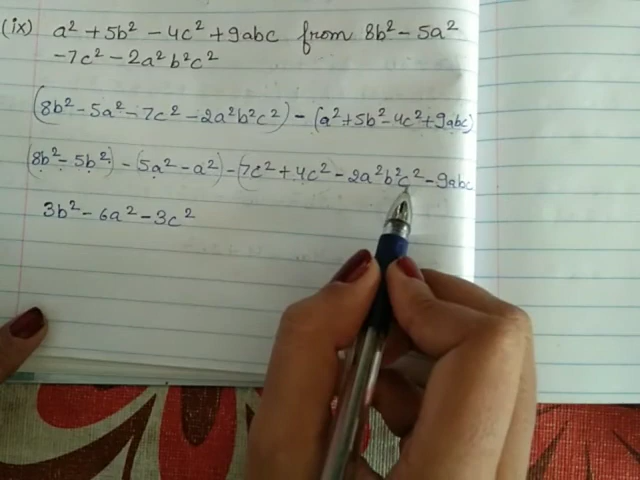 (ix) a² + 5b² - 4c² + 9abc from 8b² - 5a²
-7c² - 2a²b²c²
(8b² - 5a² - 7c² - 2a²b²c²) - (a² + 5b² - 4c² + 9abc)
(8b² - 5b²) - (5a² - a²) - (7c² + 4c² - 2a²b²c² - 9abc
3b² - 6a² - 3c²